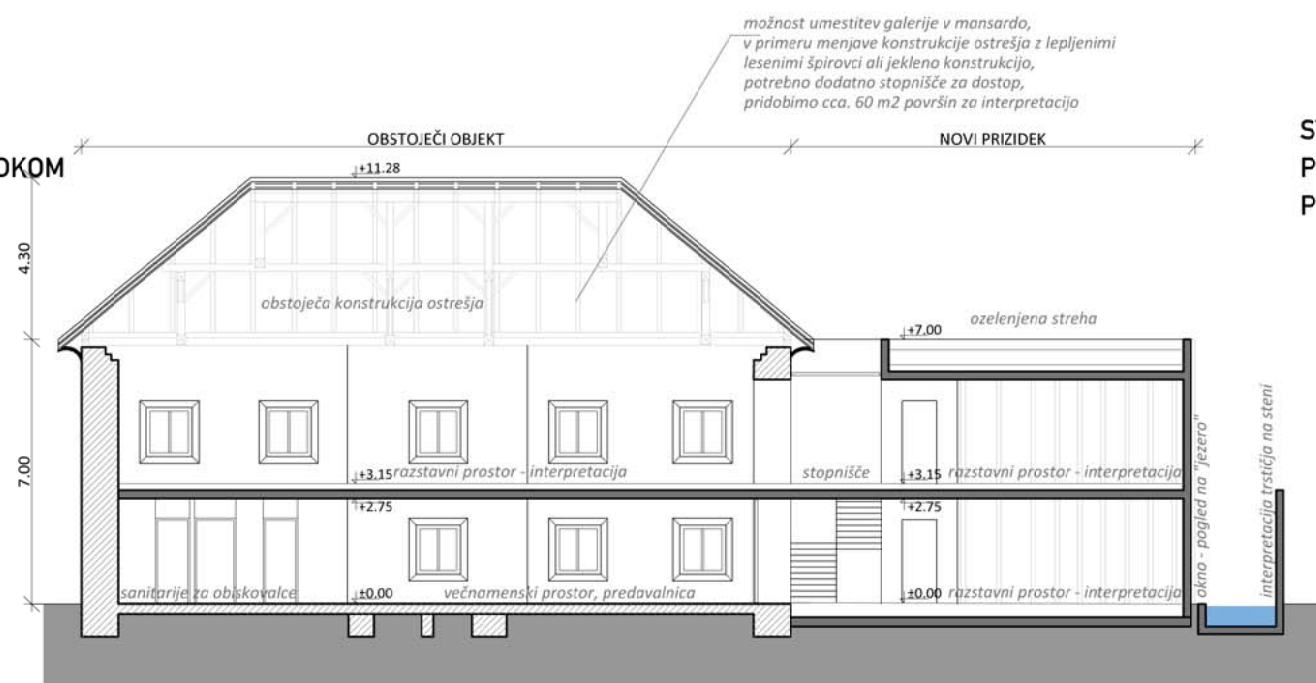 možnost umestitev galerije v mansardo,
v primeru menjave konstrukcije ostrešja z lepljenimi
lesenimi špirovci ali jekleno konstrukcijo,
potrebno dodatno stopnišče za dostop,
pridobimo cca. 60 m2 površin za interpretacijo
OBSTOJEČI OBJEKT
NOVI PRIZIDEK
OKOM
S
P
P
+11.28
4.30
obstoječa konstrukcija ostrešja
+7.00
ozelenjena streha
7.00
+3.15
razstavni prostor - interpretacija
stopnišče
+3.15
razstavni prostor - interpretacija
+2.75
+2.75
sanitarije za obiskovalce
±0.00
večnamenski prostor, predavalnica
±0.00
razstavni prostor - interpretacija
okno - pogled na "jezero"
interpretacija trstičja na steni